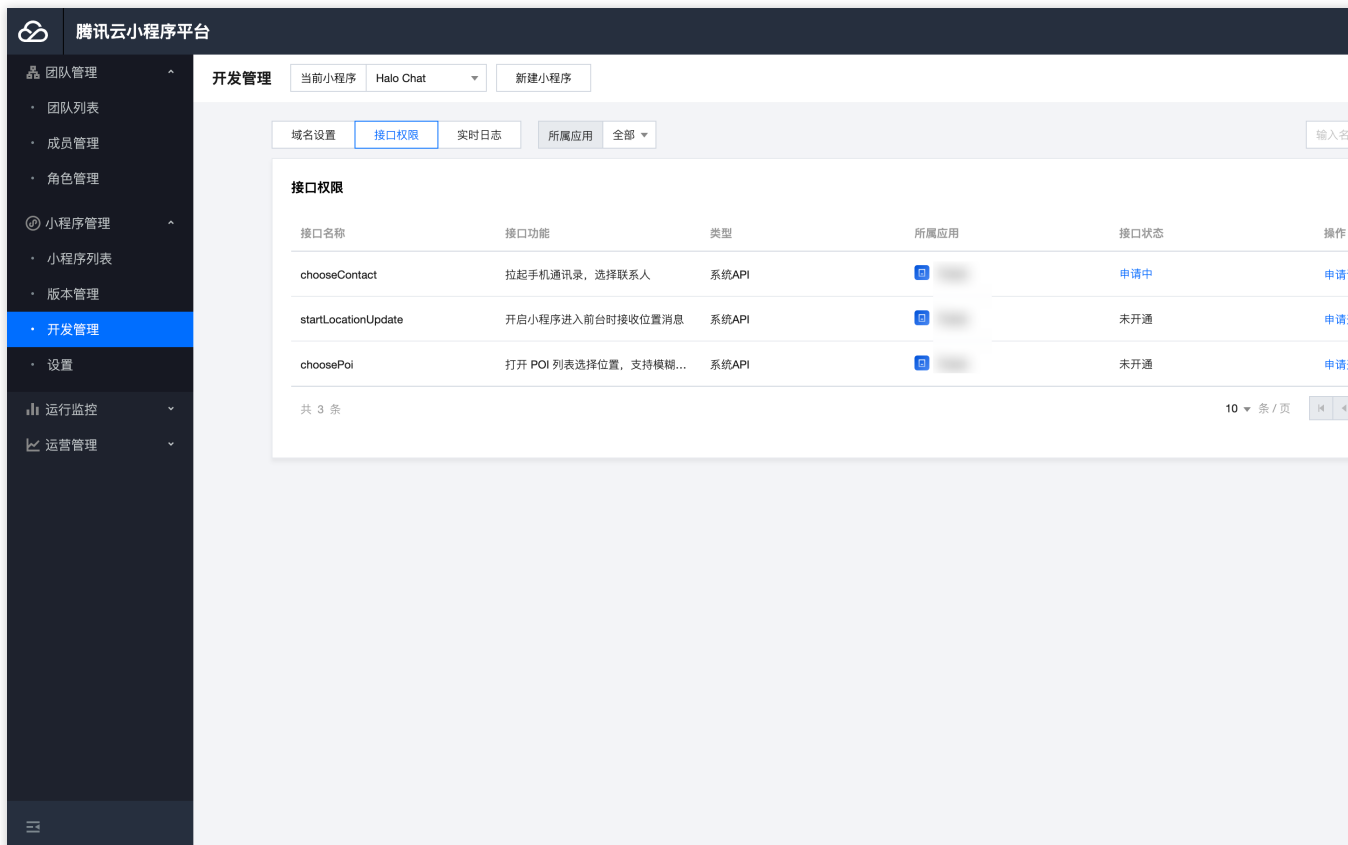 腾讯云小程序平台
团队管理
团队列表
成员管理
角色管理
小程序管理
小程序列表
版本管理
开发管理
设置
运行监控
运营管理
开发管理 当前小程序 Halo Chat 新建小程序
域名设置 接口权限 实时日志 所属应用 全部 输入名
接口权限
接口名称 接口功能 类型 所属应用 接口状态 操作
chooseContact 拉起手机通讯录，选择联系人 系统API 申请中 申请
startLocationUpdate 开启小程序进入前台时接收位置消息 系统API 未开通 申请
choosePoi 打开 POI 列表选择位置，支持模糊... 系统API 未开通 申请
共 3 条 10 条 / 页